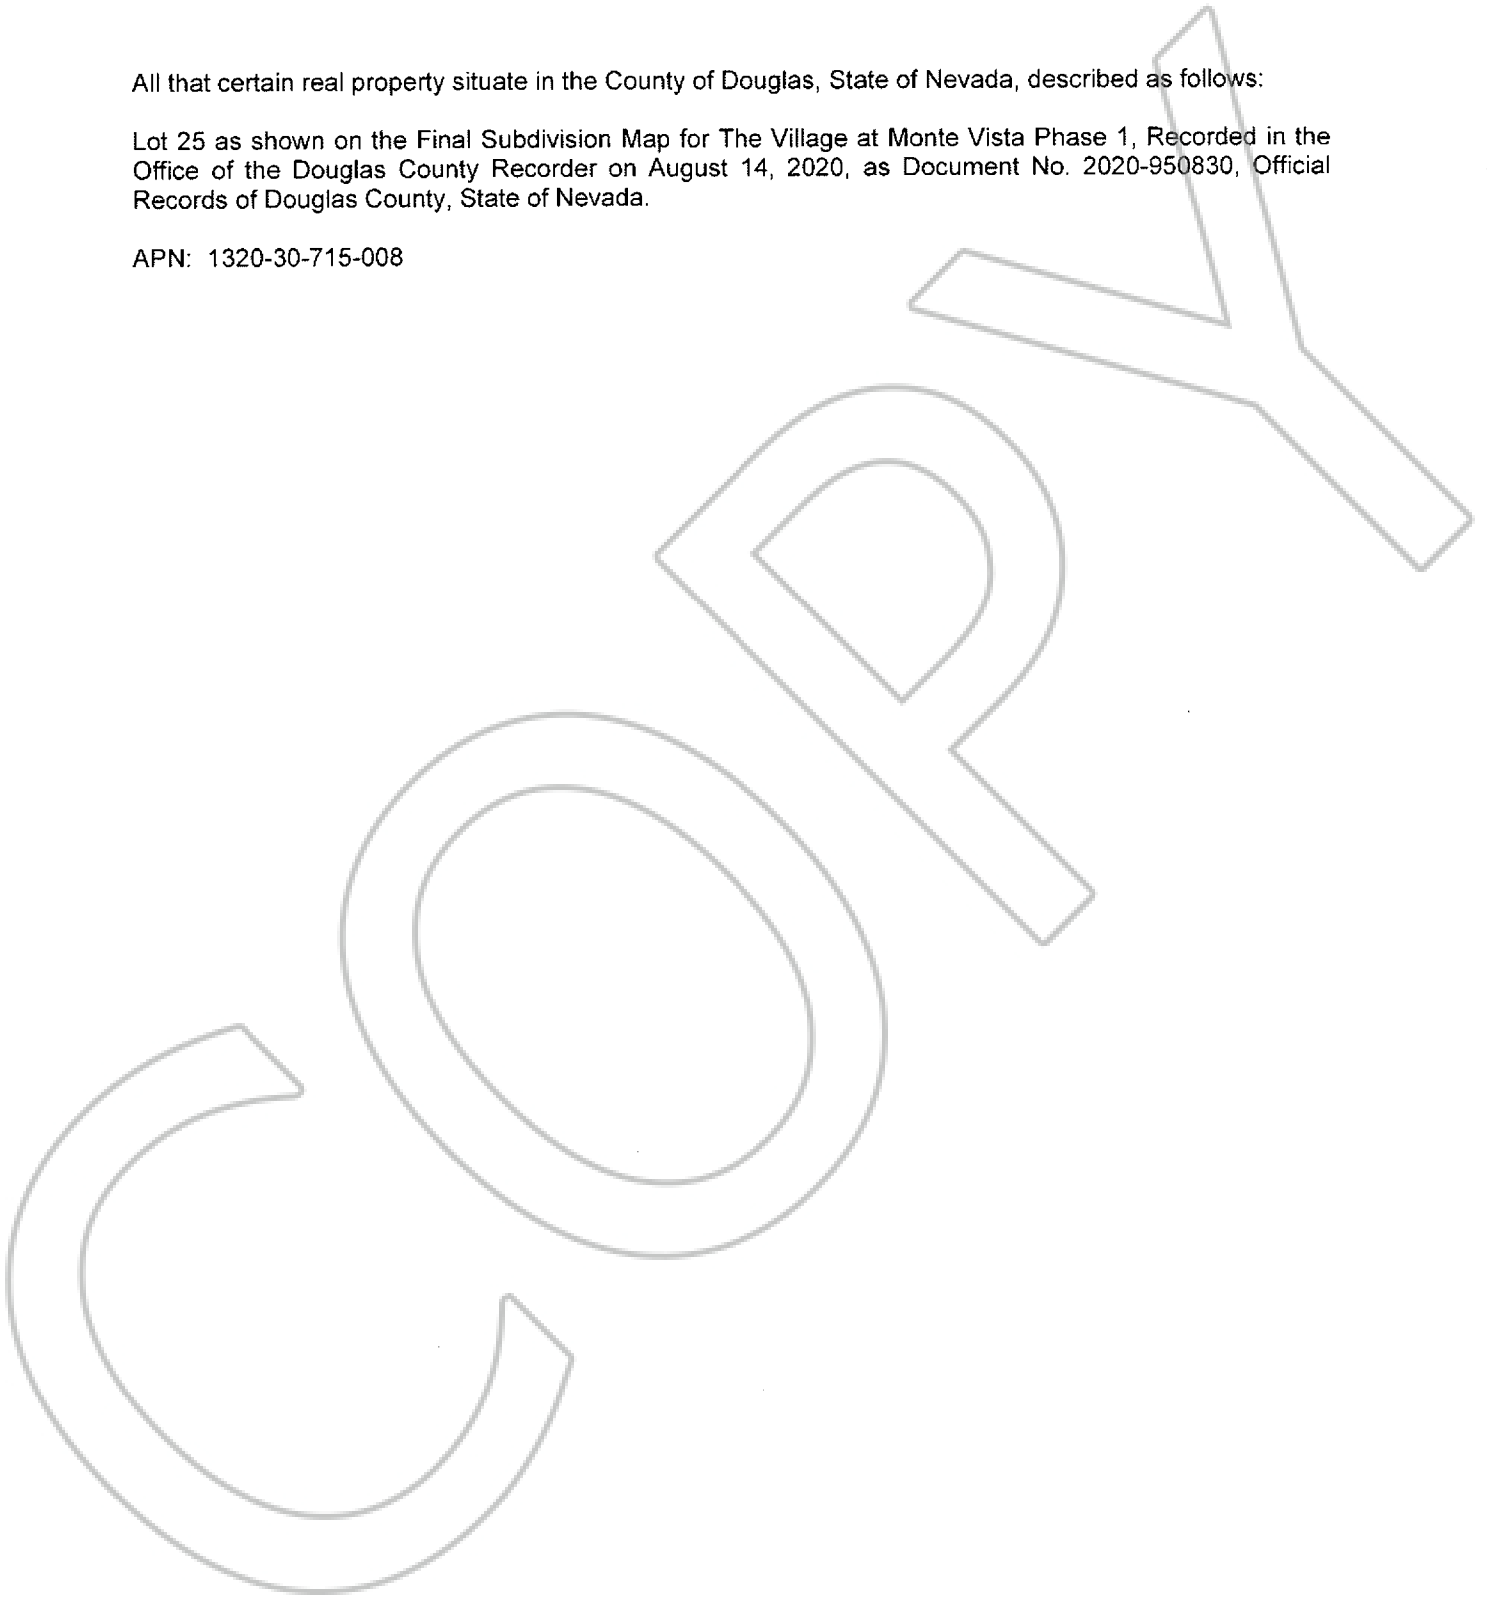 All that certain real property situate in the County of Douglas, State of Nevada, described as follows:
Lot 25 as shown on the Final Subdivision Map for The Village at Monte Vista Phase 1, Recorded in the
Office of the Douglas County Recorder on August 14, 2020, as Document No. 2020-950830, Official
Records of Douglas County, State of Nevada.
APN: 1320-30-715-008
COPY